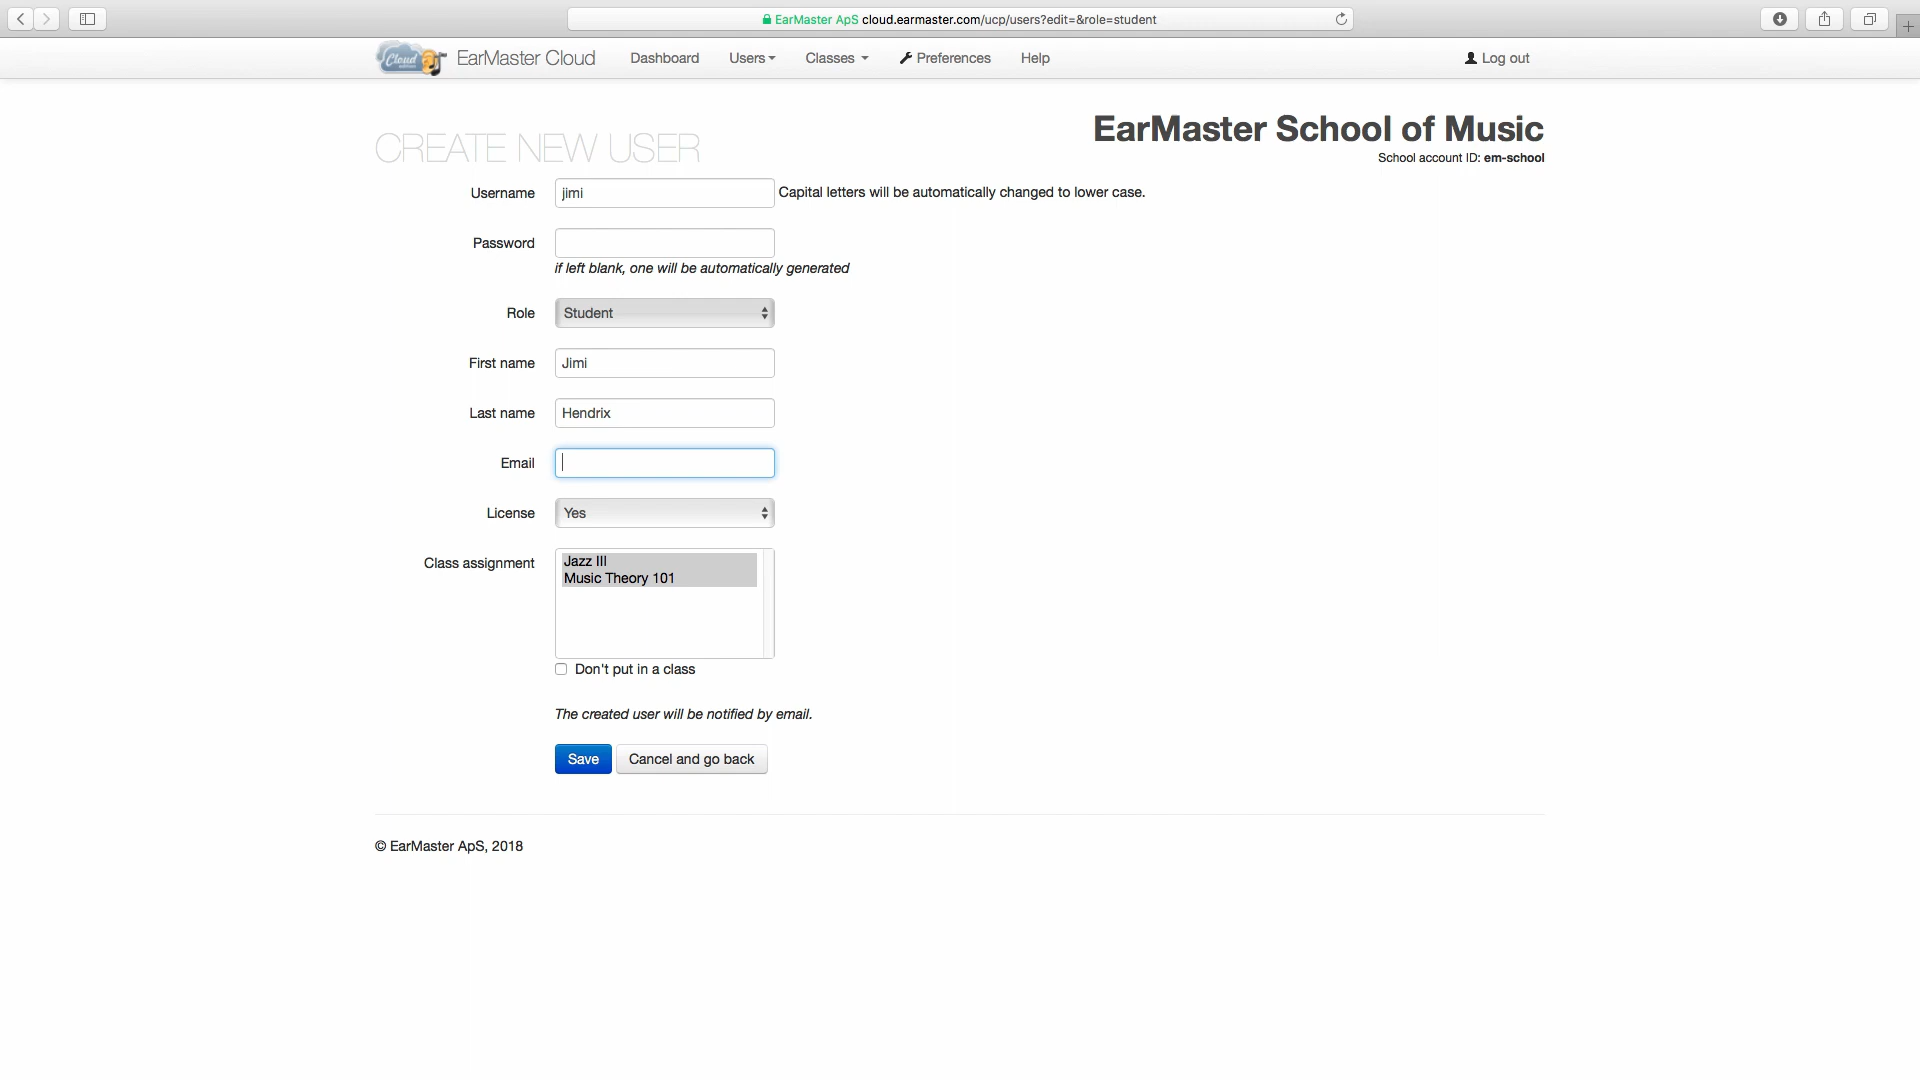 EarMaster ApS cloud.earmaster.com/ucp/users?edit=&role=student
Cloud EarMaster Cloud Dashboard Users Classes Preferences Help Log out
CREATE NEW USER
EarMaster School of Music
School account ID: em-school
Username jimi Capital letters will be automatically changed to lower case.
Password
if left blank, one will be automatically generated
Role Student
First name Jimi
Last name Hendrix
Email
License Yes
Class assignment Jazz III
Music Theory 101
Don't put in a class
The created user will be notified by email.
Save Cancel and go back
© EarMaster ApS, 2018